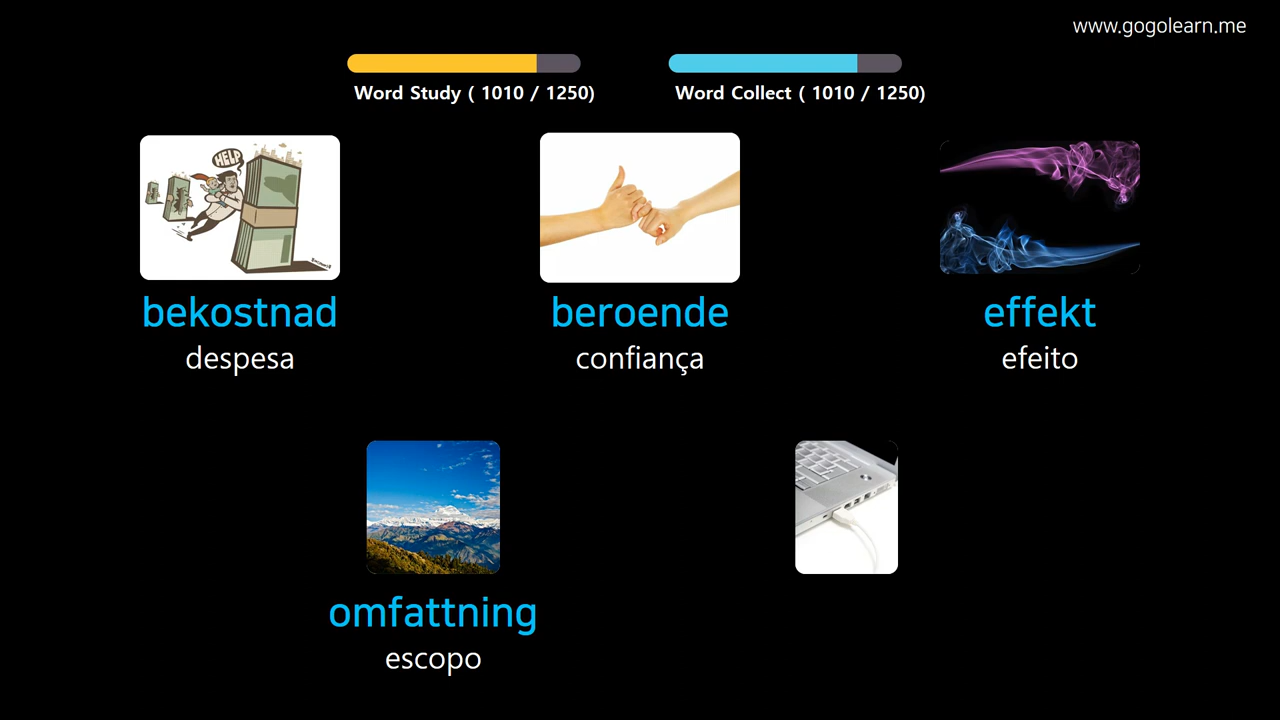 www.gogolearn.me
Word Study ( 1010 / 1250)
Word Collect ( 1010 / 1250)
HELP
bekostnad
beroende
effekt
despesa
confiança
efeito
omfattning
escopo